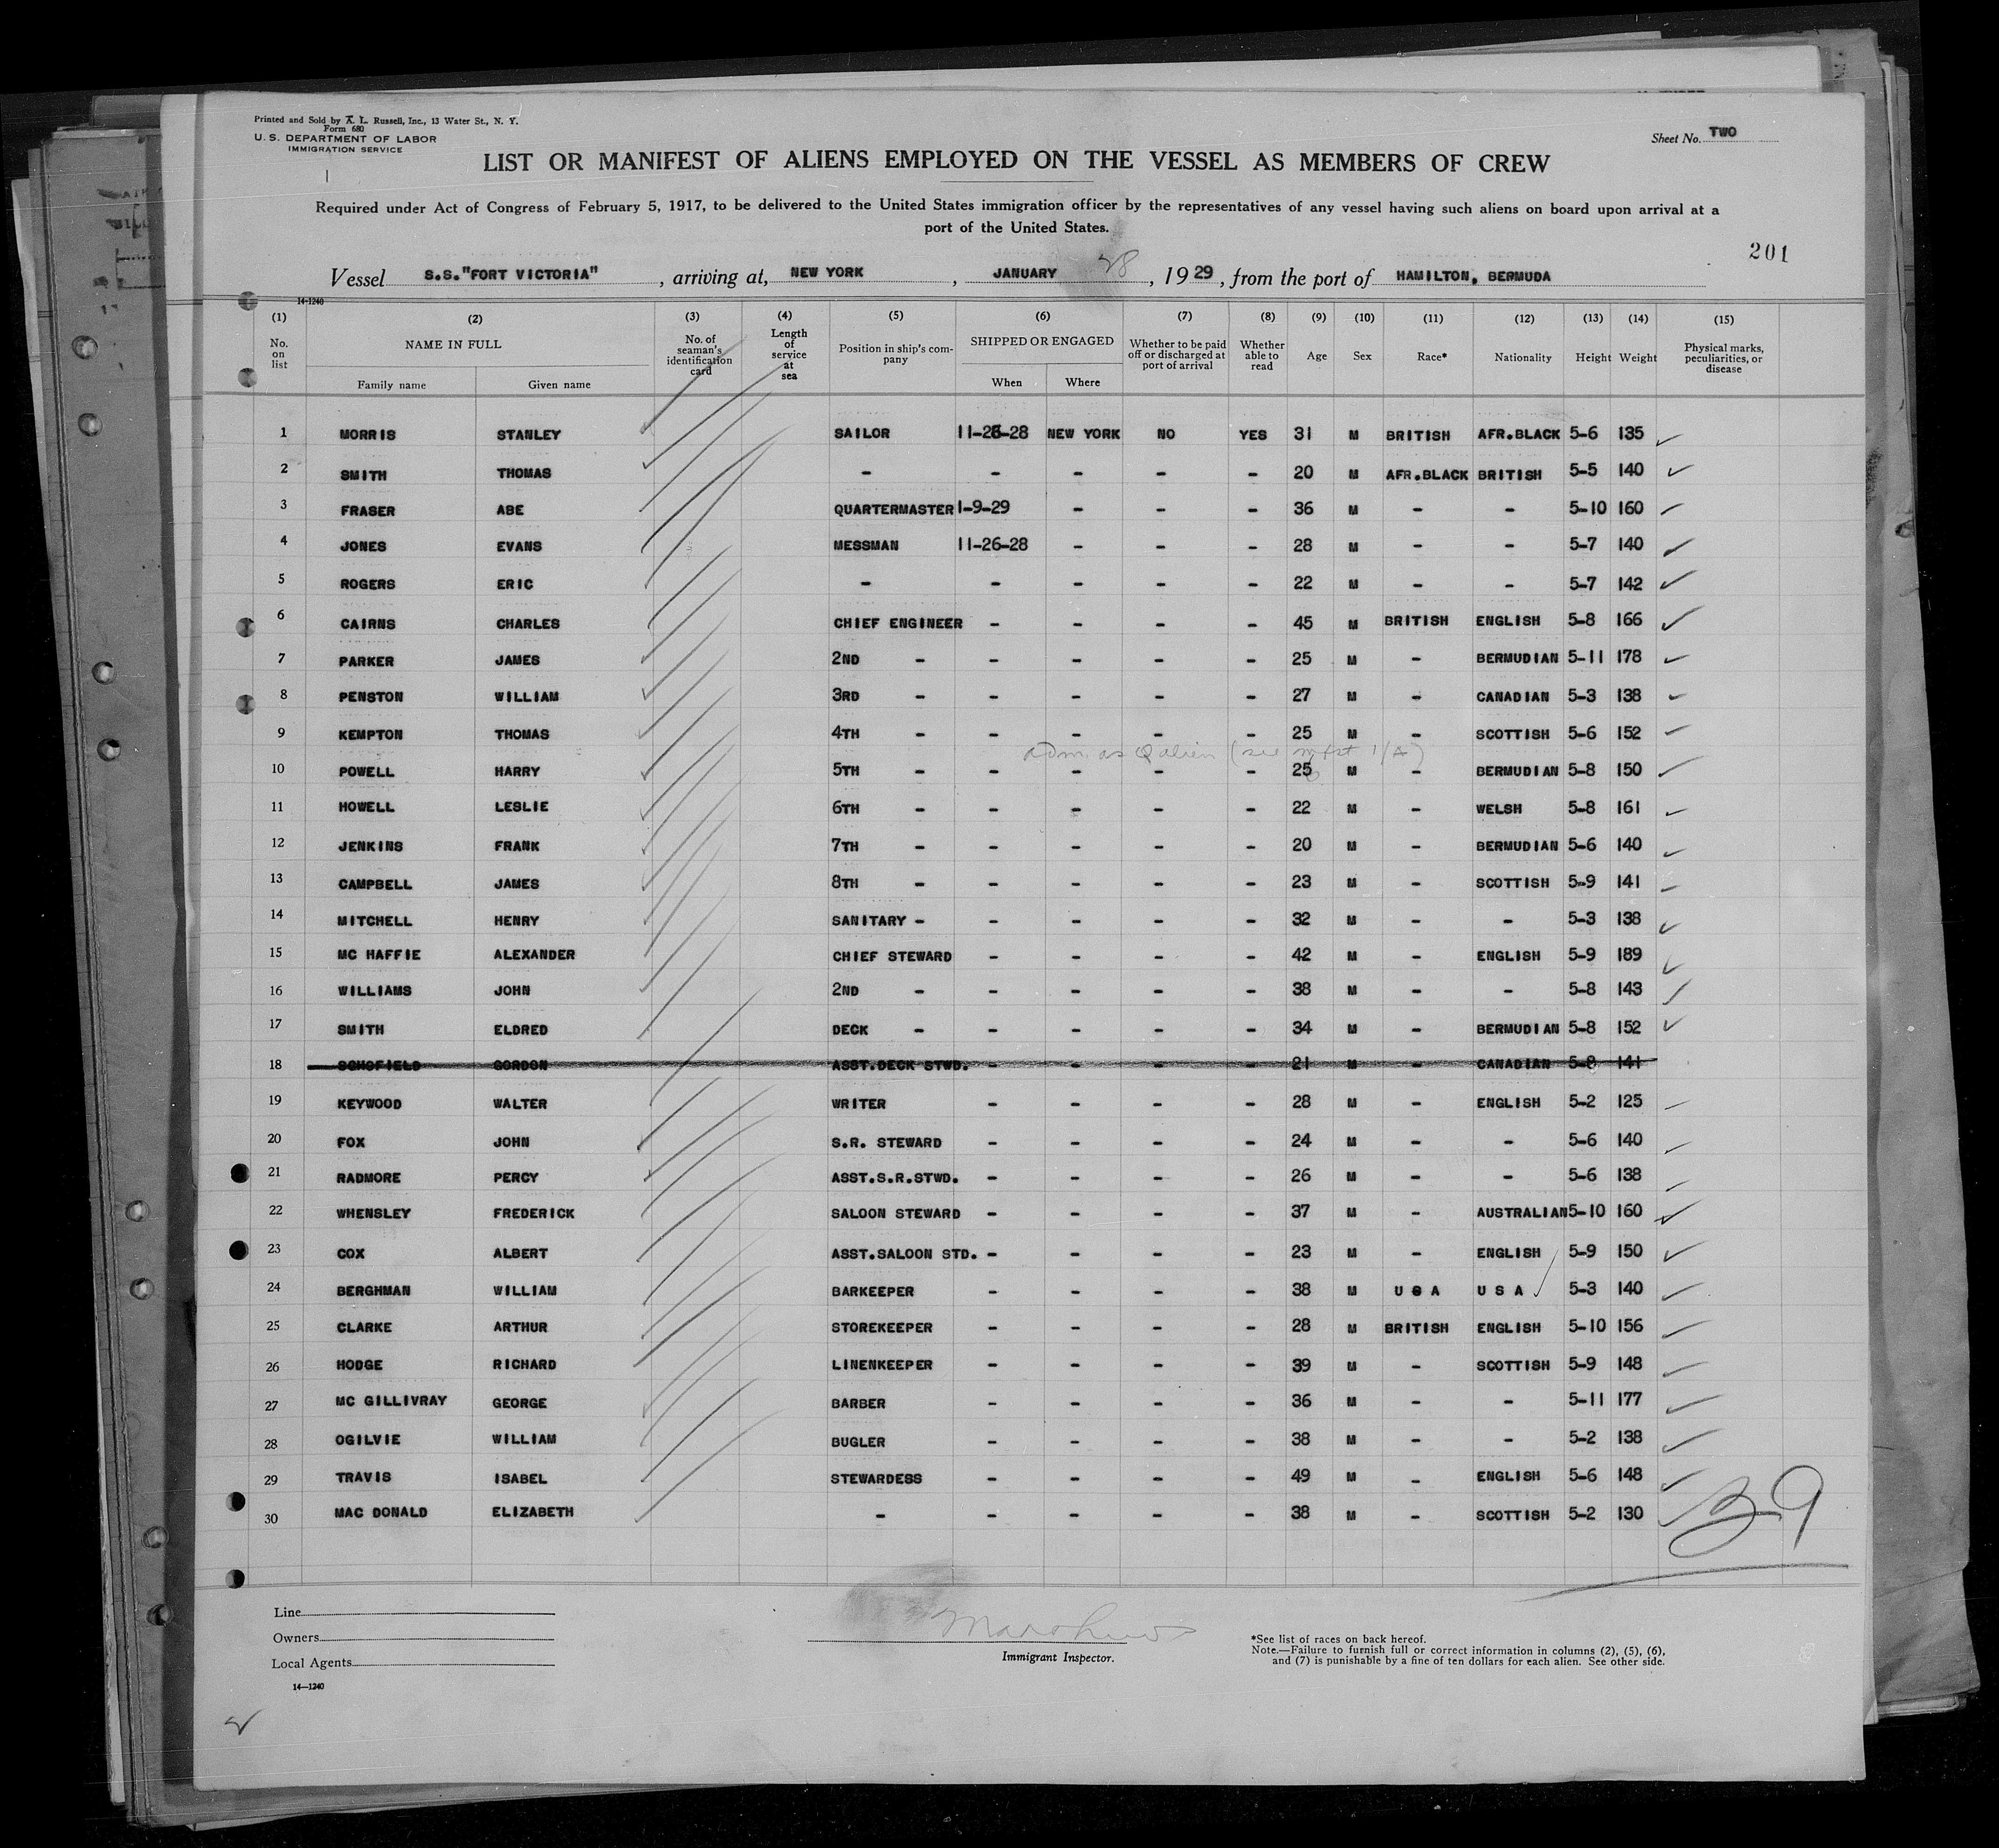 Printed and Sold by A. L. Russell, Inc., 13 Water St., N. Y.
Form 680
U. S. DEPARTMENT OF LABOR
IMMIGRATION SERVICE
Sheet No. TWO
LIST OR MANIFEST OF ALIENS EMPLOYED ON THE VESSEL AS MEMBERS OF CREW
Required under Act of Congress of February 5, 1917, to be delivered to the United States immigration officer by the representatives of any vessel having such aliens on board upon arrival at a
port of the United States.
201
Vessel S.S."FORT VICTORIA" , arriving at, NEW YORK , JANUARY 28 , 19 29 , from the port of HAMILTON, BERMUDA
14-1240
(1) (2) (3) (4) (5) (6) (7) (8) (9) (10) (11) (12) (13) (14) (15)
No. on list NAME IN FULL Family name Given name No. of seaman's identification card Length of service at sea Position in ship's company SHIPPED OR ENGAGED When Where Whether to be paid off or discharged at port of arrival Whether able to read Age Sex Race* Nationality Height Weight Physical marks, peculiarities, or disease
1 MORRIS STANLEY SAILOR 11-26-28 NEW YORK NO YES 31 M BRITISH AFR.BLACK 5-6 135
2 SMITH THOMAS - - - - - 20 M AFR.BLACK BRITISH 5-5 140
3 FRASER ABE QUARTERMASTER 1-9-29 - - - 36 M - - 5-10 160
4 JONES EVANS MESSMAN 11-26-28 - - - 28 M - - 5-7 140
5 ROGERS ERIC - - - - - 22 M - - 5-7 142
6 CAIRNS CHARLES CHIEF ENGINEER - - - - 45 M BRITISH ENGLISH 5-8 166
7 PARKER JAMES 2ND - - - - - 25 M - BERMUDIAN 5-11 178
8 PENSTON WILLIAM 3RD - - - - - 27 M - CANADIAN 5-3 138
9 KEMPTON THOMAS 4TH - - - - - 25 M - SCOTTISH 5-6 152
adm. as Q alien (see mfst 1/A)
10 POWELL HARRY 5TH - - - - - 25 M - BERMUDIAN 5-8 150
11 HOWELL LESLIE 6TH - - - - - 22 M - WELSH 5-8 161
12 JENKINS FRANK 7TH - - - - - 20 M - BERMUDIAN 5-6 140
13 CAMPBELL JAMES 8TH - - - - - 23 M - SCOTTISH 5-9 141
14 MITCHELL HENRY SANITARY - - - - - 32 M - - 5-3 138
15 MC HAFFIE ALEXANDER CHIEF STEWARD - - - - 42 M - ENGLISH 5-9 189
16 WILLIAMS JOHN 2ND - - - - - 38 M - - 5-8 143
17 SMITH ELDRED DECK - - - - - 34 M - BERMUDIAN 5-8 152
18 SCHOFIELD GORDON ASST.DECK STWD. - - - - 21 M - CANADIAN 5-8 141
19 KEYWOOD WALTER WRITER - - - - 28 M - ENGLISH 5-2 125
20 FOX JOHN S.R. STEWARD - - - - 24 M - - 5-6 140
21 RADMORE PERCY ASST.S.R.STWD. - - - - 26 M - - 5-6 138
22 WHENSLEY FREDERICK SALOON STEWARD - - - - 37 M - AUSTRALIAN 5-10 160
23 COX ALBERT ASST.SALOON STD. - - - - 23 M - ENGLISH 5-9 150
24 BERGHMAN WILLIAM BARKEEPER - - - - 38 M U S A U S A 5-3 140
25 CLARKE ARTHUR STOREKEEPER - - - - 28 M BRITISH ENGLISH 5-10 156
26 HODGE RICHARD LINENKEEPER - - - - 39 M - SCOTTISH 5-9 148
27 MC GILLIVRAY GEORGE BARBER - - - - 36 M - - 5-11 177
28 OGILVIE WILLIAM BUGLER - - - - 38 M - - 5-2 138
29 TRAVIS ISABEL STEWARDESS - - - - 49 M - ENGLISH 5-6 148
30 MAC DONALD ELIZABETH - - - - - 38 M - SCOTTISH 5-2 130
Line
Owners
Local Agents
14—1240
Immigrant Inspector.
*See list of races on back hereof.
Note.—Failure to furnish full or correct information in columns (2), (5), (6),
and (7) is punishable by a fine of ten dollars for each alien. See other side.